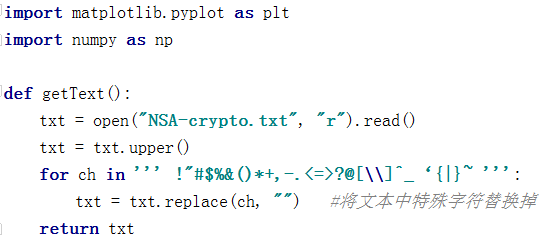 import matplotlib.pyplot as plt
import numpy as np
def getText():
txt = open("NSA-crypto.txt", "r").read()
txt = txt.upper()
for ch in ''' !"#$%&()*+,-.<=>?@[\\]^_ ‘{|}~ ''':
txt = txt.replace(ch, "") #将文本中特殊字符替换掉
return txt